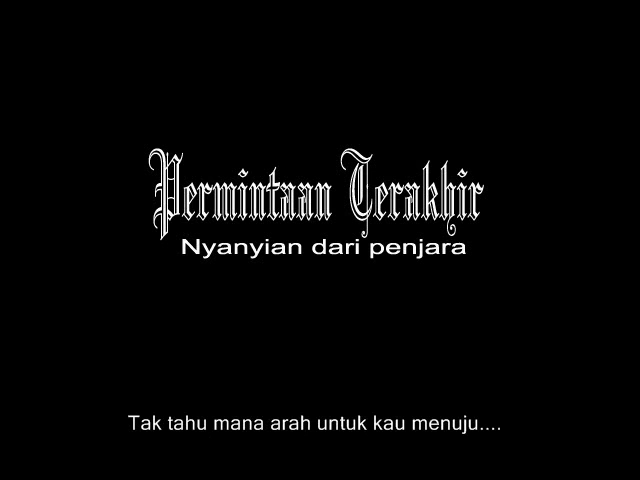 Permintaan Terakhir
Nyanyian dari penjara
Tak tahu mana arah untuk kau menuju....